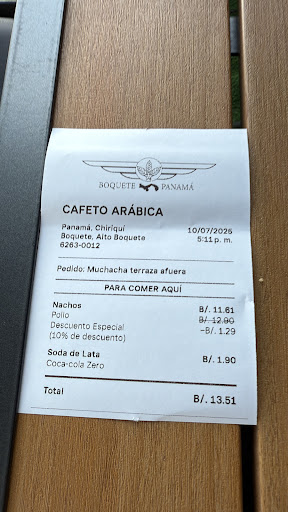 BOQUETE PANAMÁ
CAFETO ARÁBICA
Panamá, Chiriquí 10/07/2025
Boquete, Alto Boquete 5:11 p. m.
6263-0012
Pedido: Muchacha terraza afuera
PARA COMER AQUÍ
Nachos B/. 11.61
Pollo B/. 12.90
Descuento Especial -B/. 1.29
(10% de descuento)
Soda de Lata B/. 1.90
Coca-cola Zero
Total B/. 13.51